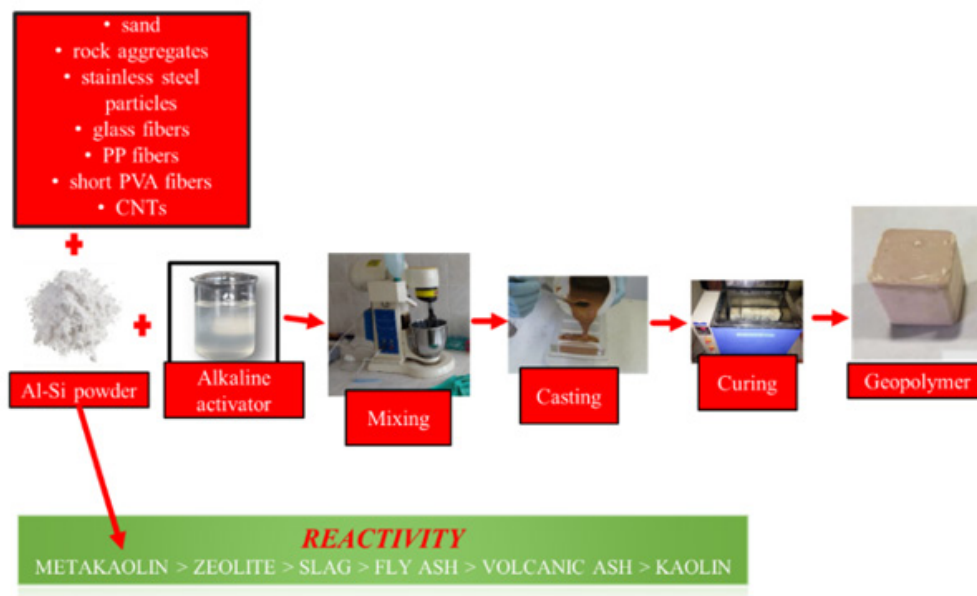 • sand
• rock aggregates
• stainless steel
particles
• glass fibers
• PP fibers
• short PVA fibers
• CNTs
Al-Si powder
Alkaline
activator
Mixing
Casting
Curing
Geopolymer
REACTIVITY
METAKAOLIN > ZEOLITE > SLAG > FLY ASH > VOLCANIC ASH > KAOLIN